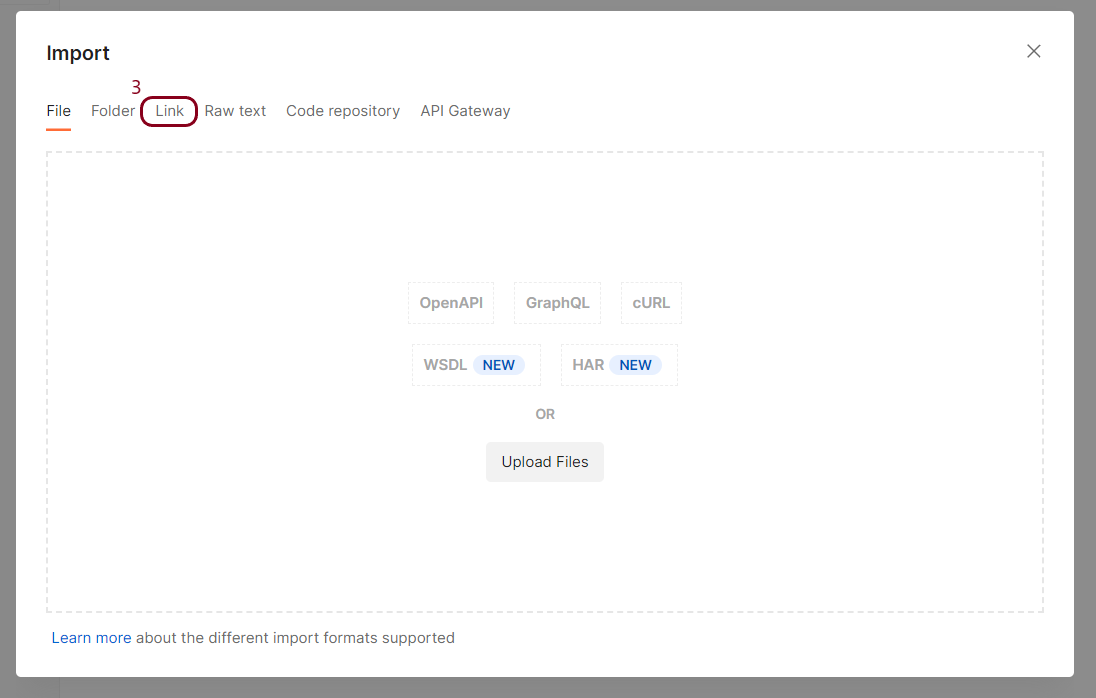 Import
3
File Folder Link Raw text Code repository API Gateway
OpenAPI GraphQL cURL
WSDL NEW HAR NEW
OR
Upload Files
Learn more about the different import formats supported